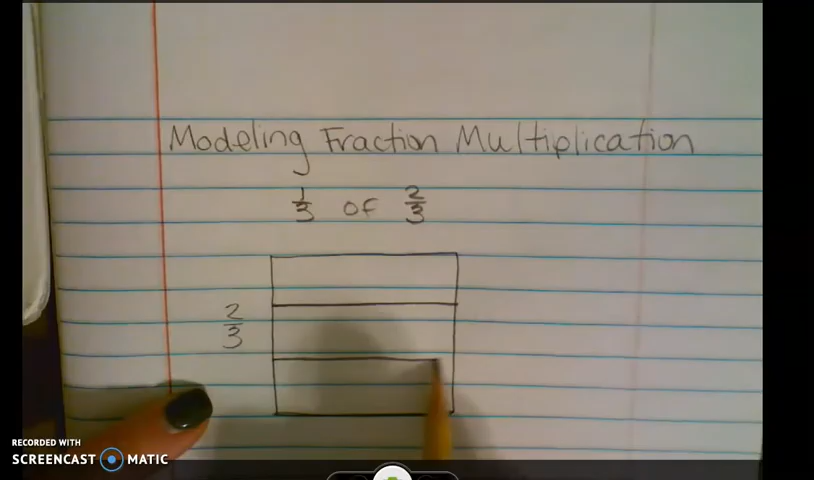 Modeling Fraction Multiplication
1/3 of 2/3
2/3
RECORDED WITH
SCREENCAST MATIC